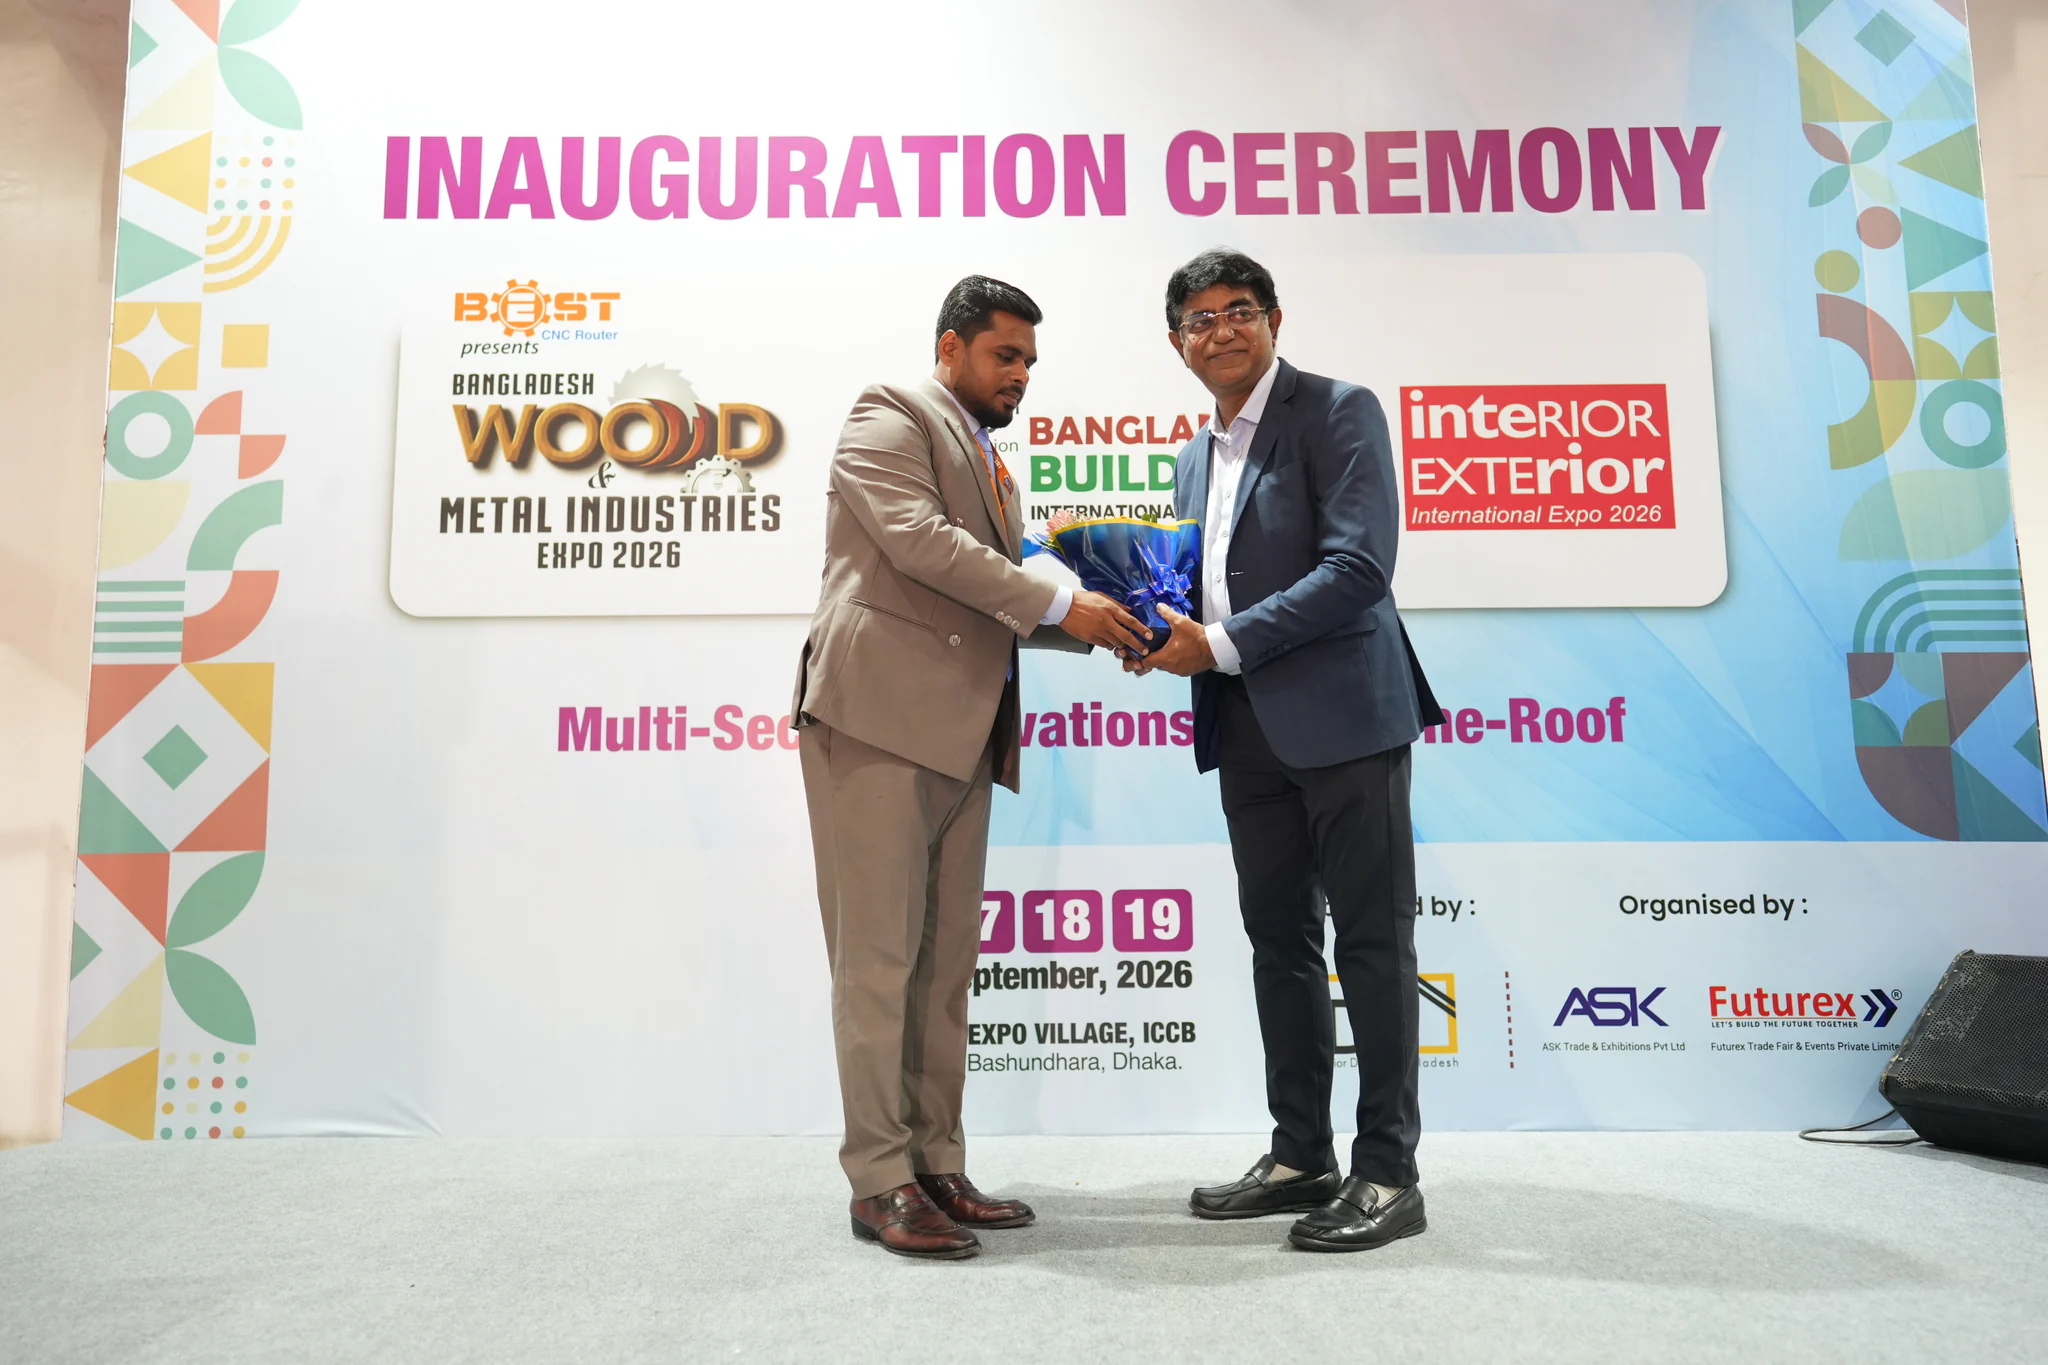 INAUGURATION CEREMONY
BEST
CNC Router
presents
BANGLADESH
WOOD
&
METAL INDUSTRIES
EXPO 2026
BANGLA
BUILD
INTERNATIONA
inteRIOR
EXTErior
International Expo 2026
Multi-Sec vations ne-Roof
7 18 19
ptember, 2026
EXPO VILLAGE, ICCB
Bashundhara, Dhaka.
d by :
Organised by :
ASK
ASK Trade & Exhibitions Pvt Ltd
Futurex ®
LET'S BUILD THE FUTURE TOGETHER
Futurex Trade Fair & Events Private Limite